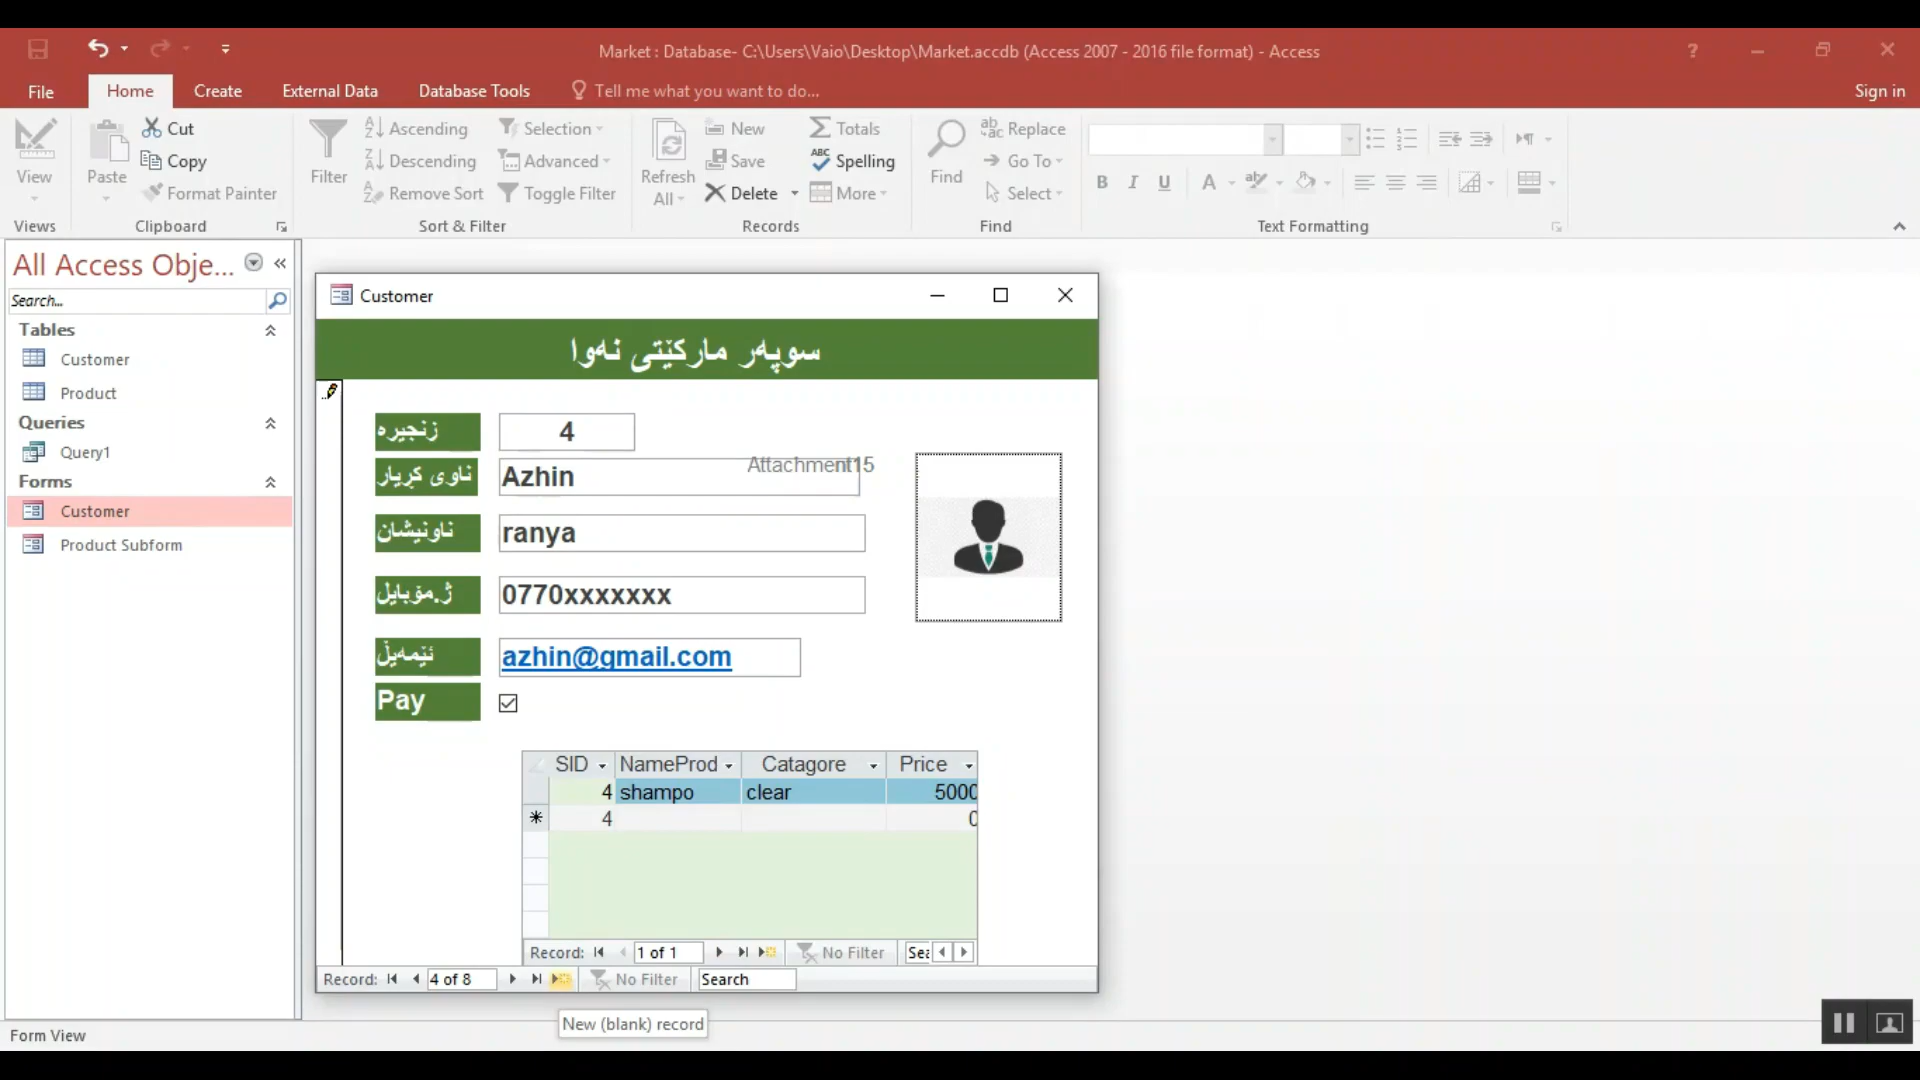 Market : Database- C:\Users\Vaio\Desktop\Market.accdb (Access 2007 - 2016 file format) - Access
File Home Create External Data Database Tools Tell me what you want to do... Sign in
View
Views
Paste
Cut
Copy
Format Painter
Clipboard
Filter
Ascending
Descending
Remove Sort
Selection
Advanced
Toggle Filter
Sort & Filter
Refresh
All
New
Save
Delete
Totals
Spelling
More
Records
Find
Replace
Go To
Select
Find
B I U A
Text Formatting
All Access Obje...
Search...
Tables
Customer
Product
Queries
Query1
Forms
Customer
Product Subform
Customer
سوپەر مارکێتی نەوا
زنجیرە 4
ناوی کڕیار Azhin
Attachment15
ناونیشان ranya
ژ.مۆبایل 0770xxxxxxx
ئێمەیڵ azhin@gmail.com
Pay
SID NameProd Catagore Price
4 shampo clear 5000
4 0
Record: 1 of 1 No Filter Sea
Record: 4 of 8 No Filter Search
New (blank) record
Form View